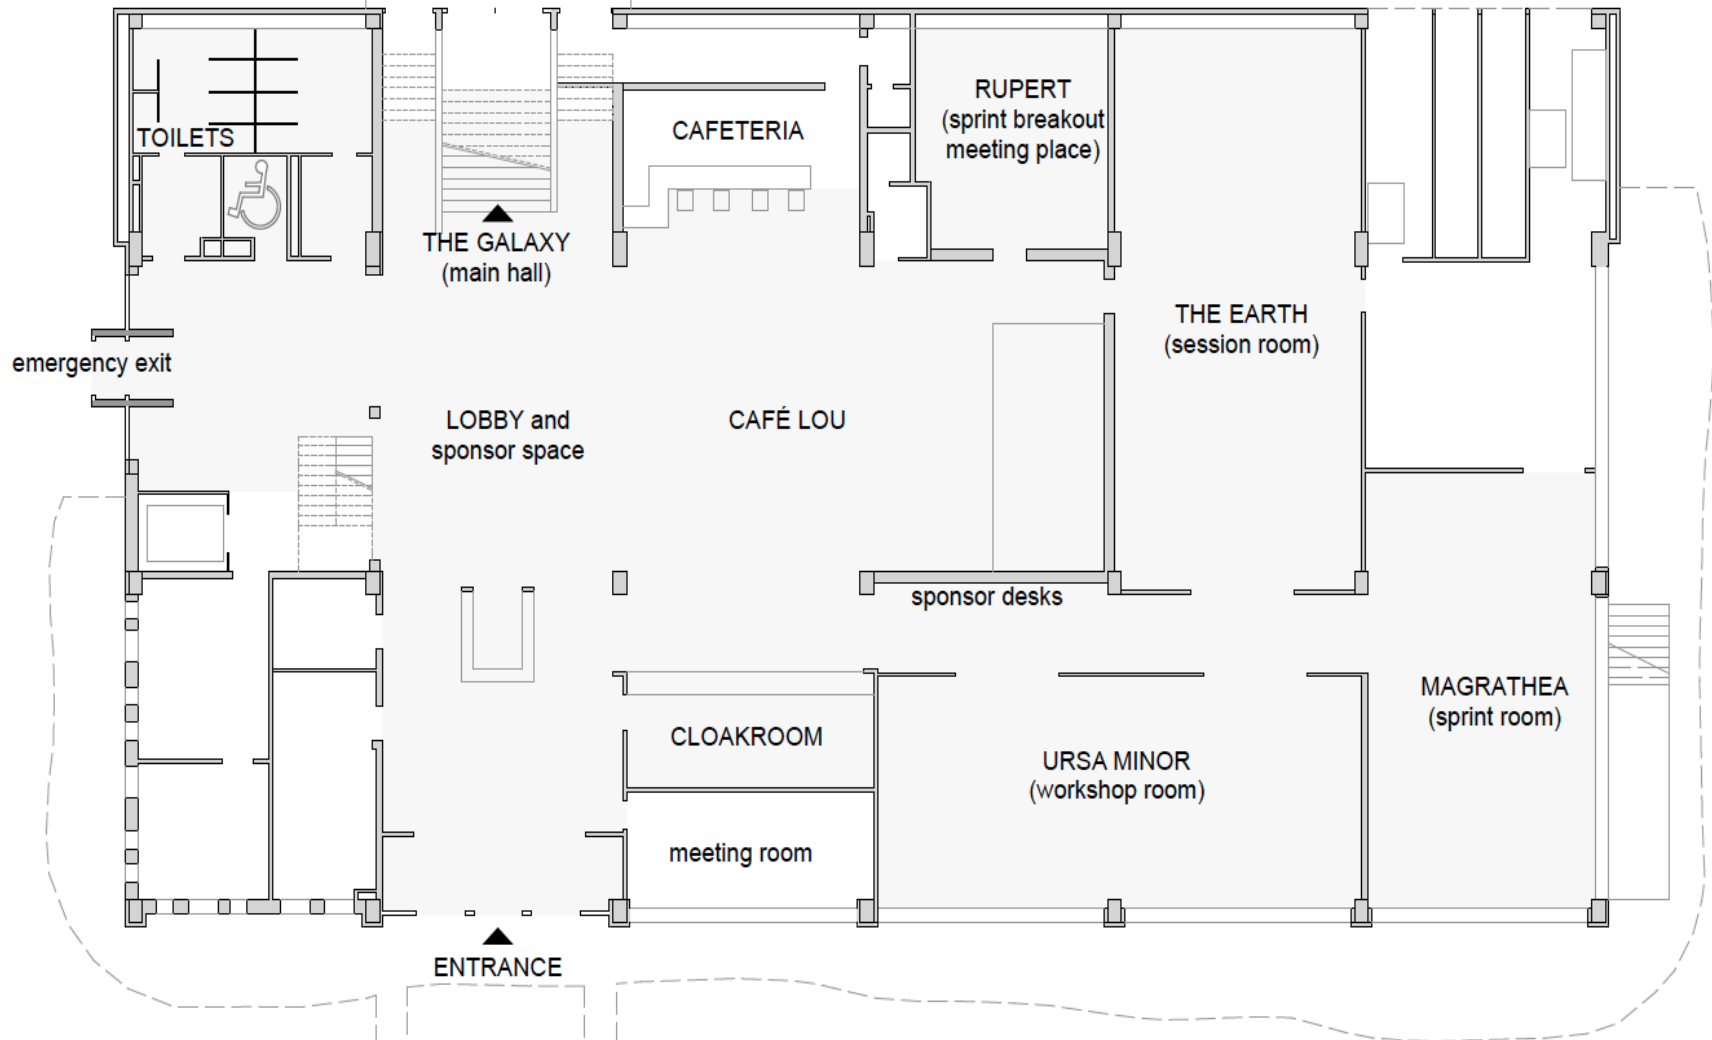 TOILETS
CAFETERIA
RUPERT
(sprint breakout
meeting place)
THE GALAXY
(main hall)
THE EARTH
(session room)
emergency exit
LOBBY and
sponsor space
CAFÉ LOU
sponsor desks
CLOAKROOM
MAGRATHEA
(sprint room)
URSA MINOR
(workshop room)
meeting room
ENTRANCE